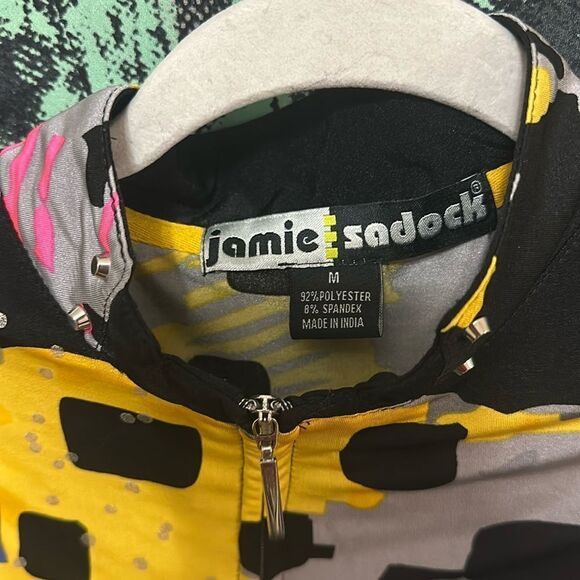 jamie sadock®
M
92%POLYESTER
8% SPANDEX
MADE IN INDIA